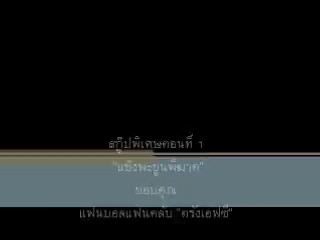 สกู๊ปพิเศษตอนที่ 1
"แข้งพะยูนพิฆาต"
ขอบคุณ
แฟนบอลแฟนคลับ "ตรังเอฟซี"